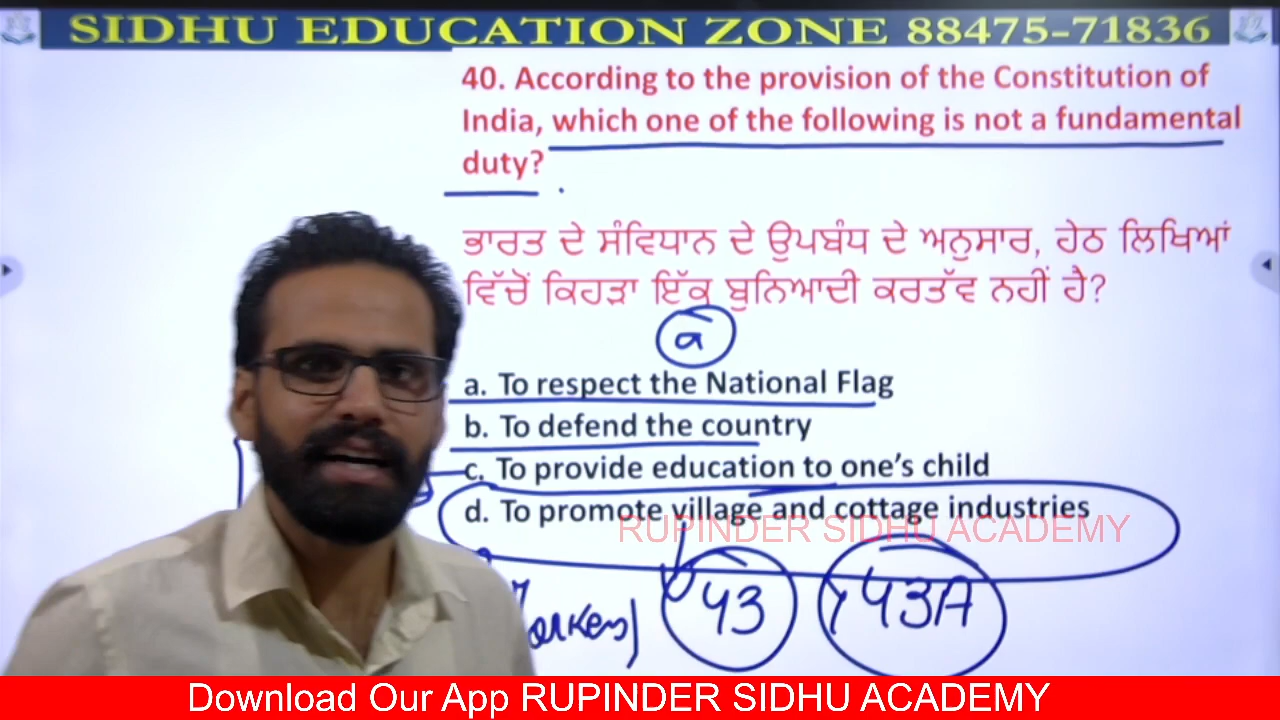 SIDHU EDUCATION ZONE 88475-71836
40. According to the provision of the Constitution of
India, which one of the following is not a fundamental
duty?
ਭਾਰਤ ਦੇ ਸੰਵਿਧਾਨ ਦੇ ਉਪਬੰਧ ਦੇ ਅਨੁਸਾਰ, ਹੇਠ ਲਿਖਿਆਂ
ਵਿੱਚੋਂ ਕਿਹੜਾ ਇੱਕ ਬੁਨਿਆਦੀ ਕਰਤੱਵ ਨਹੀਂ ਹੈ?
a
a. To respect the National Flag
b. To defend the country
c. To provide education to one's child
d. To promote village and cottage industries
RUPINDER SIDHU ACADEMY
43 43A
Download Our App RUPINDER SIDHU ACADEMY